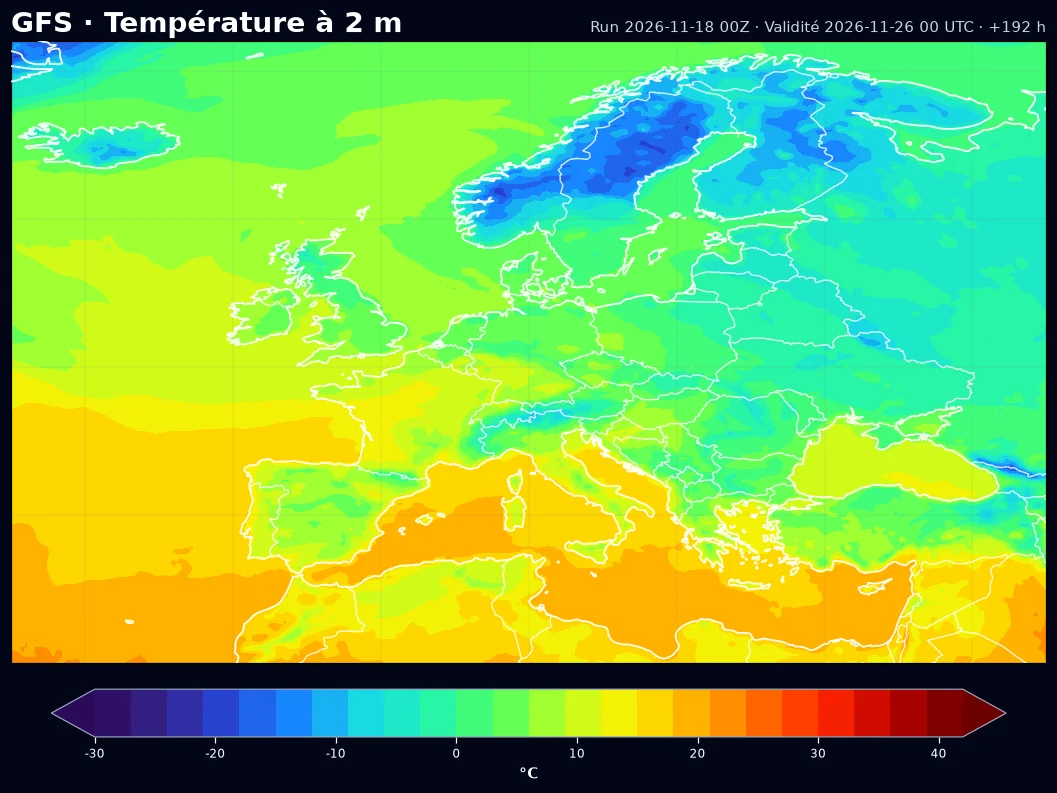 GFS · Température à 2 m
Run 2026-11-18 00Z · Validité 2026-11-26 00 UTC · +192 h
-30 -20 -10 0 10 20 30 40
°C